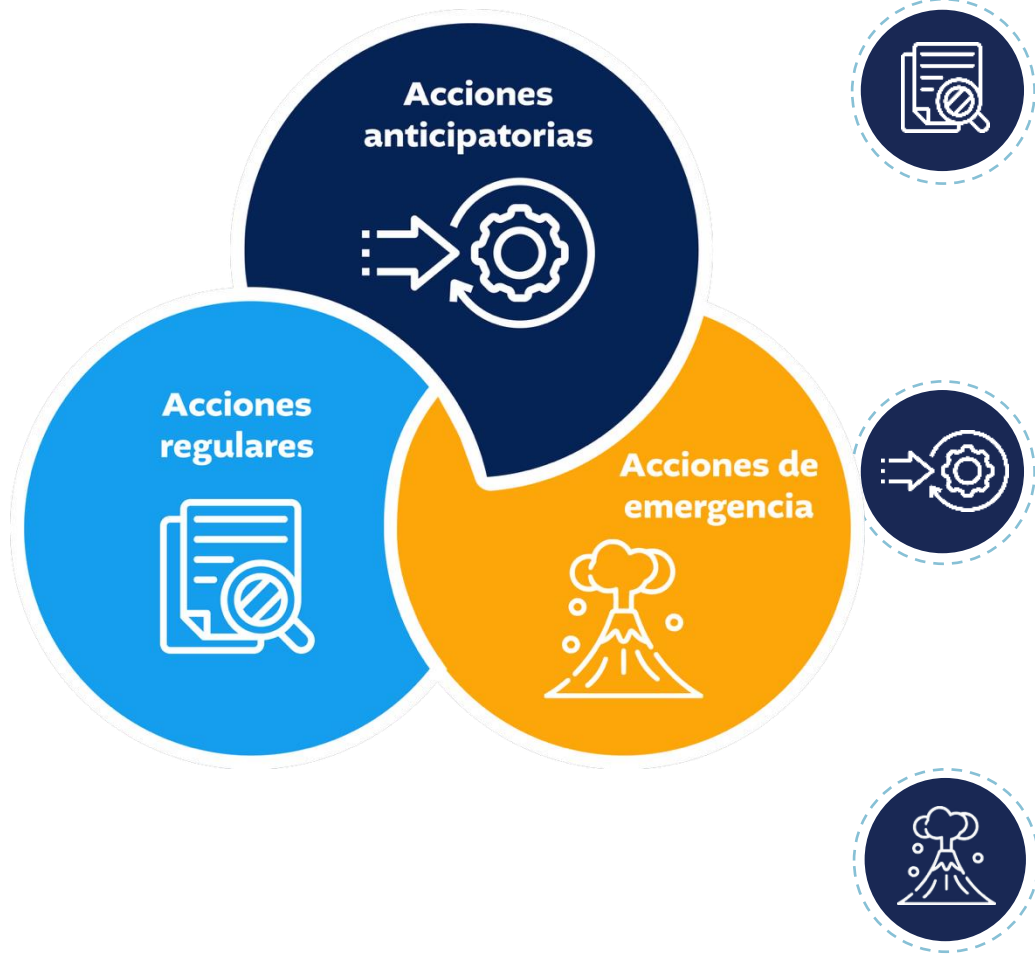 Acciones
anticipatorias
Acciones
regulares
Acciones de
emergencia